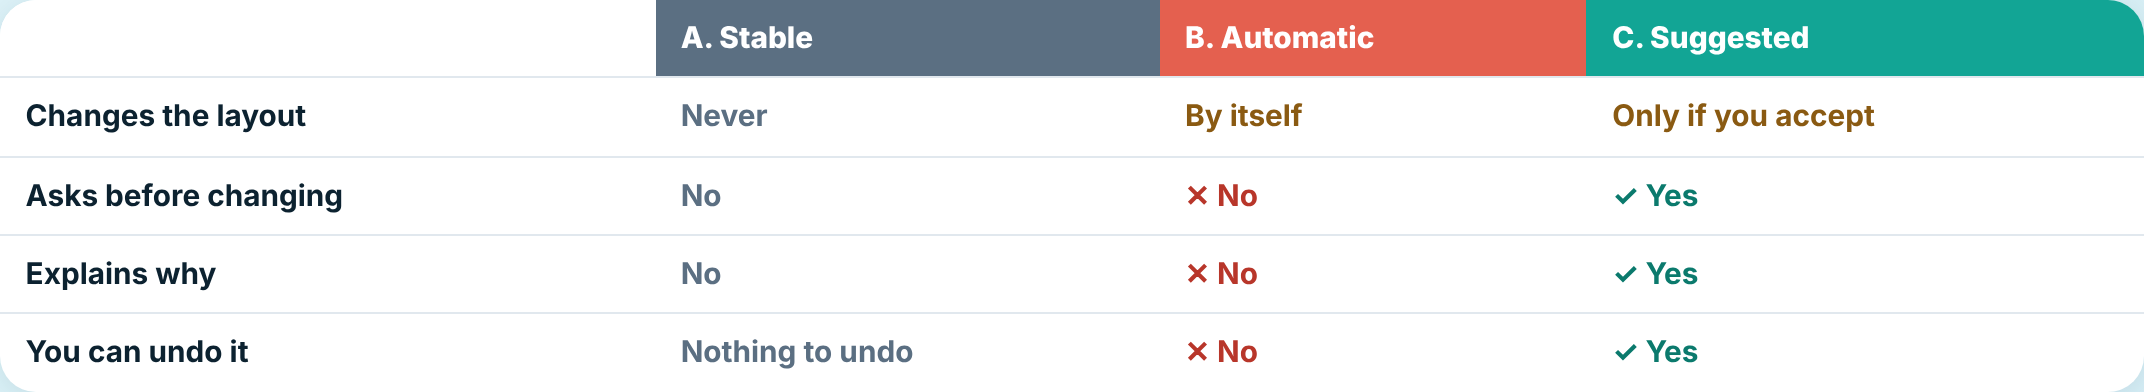 A. Stable B. Automatic C. Suggested
Changes the layout Never By itself Only if you accept
Asks before changing No ✕ No ✓ Yes
Explains why No ✕ No ✓ Yes
You can undo it Nothing to undo ✕ No ✓ Yes